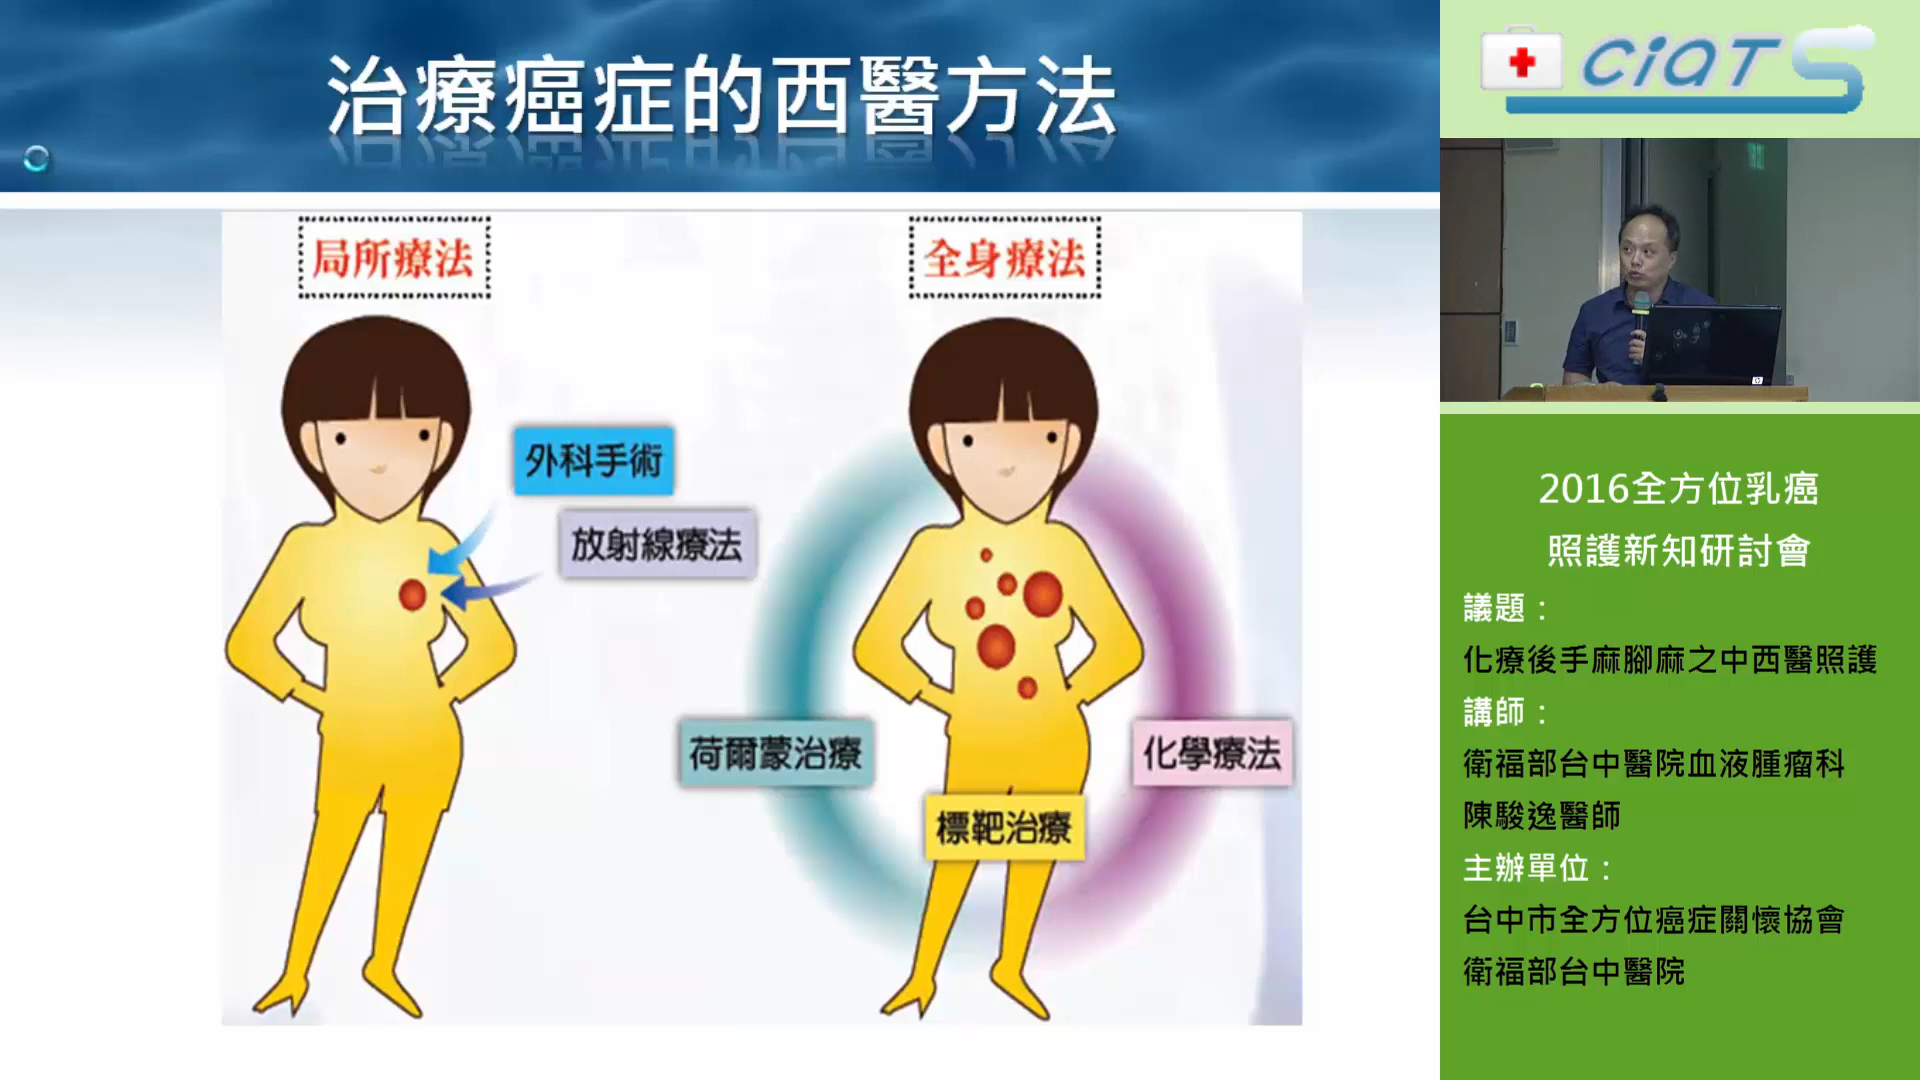 治療癌症的西醫方法
局所療法
全身療法
外科手術
放射線療法
荷爾蒙治療
化學療法
標靶治療
CiATS
2016全方位乳癌
照護新知研討會
議題：
化療後手麻腳麻之中西醫照護
講師：
衛福部台中醫院血液腫瘤科
陳駿逸醫師
主辦單位：
台中市全方位癌症關懷協會
衛福部台中醫院